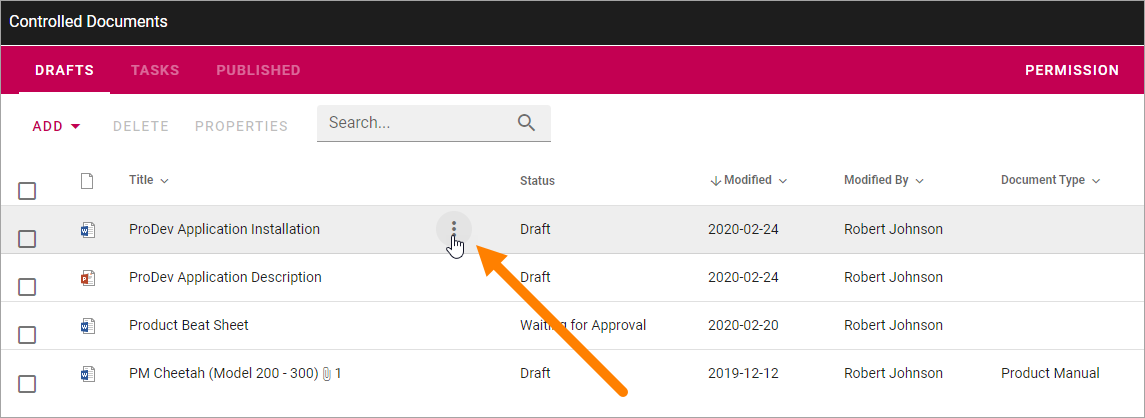 Controlled Documents
DRAFTS TASKS PUBLISHED PERMISSION
ADD DELETE PROPERTIES Search...
Title Status Modified Modified By Document Type
ProDev Application Installation Draft 2020-02-24 Robert Johnson
ProDev Application Description Draft 2020-02-24 Robert Johnson
Product Beat Sheet Waiting for Approval 2020-02-20 Robert Johnson
PM Cheetah (Model 200 - 300) 1 Draft 2019-12-12 Robert Johnson Product Manual